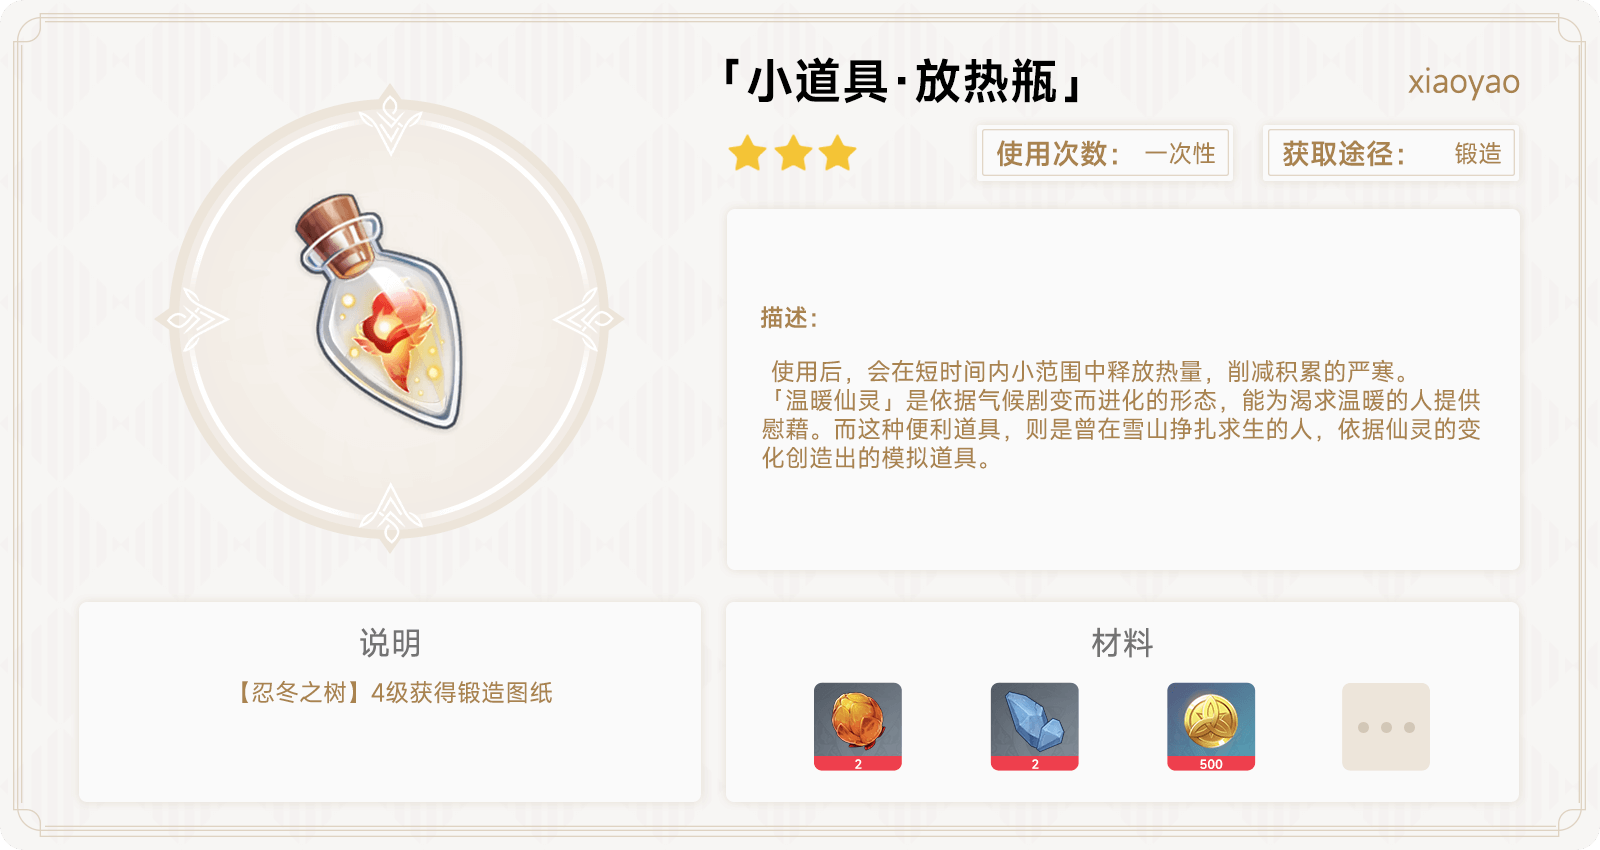 「小道具·放热瓶」
xiaoyao
使用次数： 一次性
获取途径： 锻造
描述：
使用后，会在短时间内小范围中释放热量，削减积累的严寒。
「温暖仙灵」是依据气候剧变而进化的形态，能为渴求温暖的人提供
慰藉。而这种便利道具，则是曾在雪山挣扎求生的人，依据仙灵的变
化创造出的模拟道具。
说明
【忍冬之树】4级获得锻造图纸
材料
2
2
500